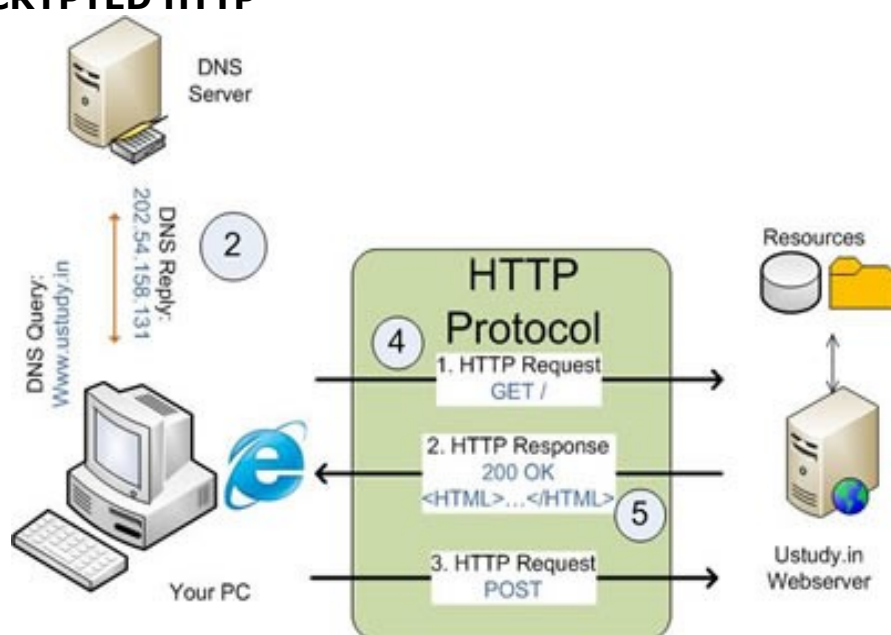 CRYPTED HTTP
DNS
Server
DNS Query:
Www.ustudy.in
DNS Reply:
202.54.158.131
2
HTTP
Protocol
4
1. HTTP Request
GET /
2. HTTP Response
200 OK
<HTML>...</HTML>
5
3. HTTP Request
POST
Resources
Your PC
Ustudy.in
Webserver